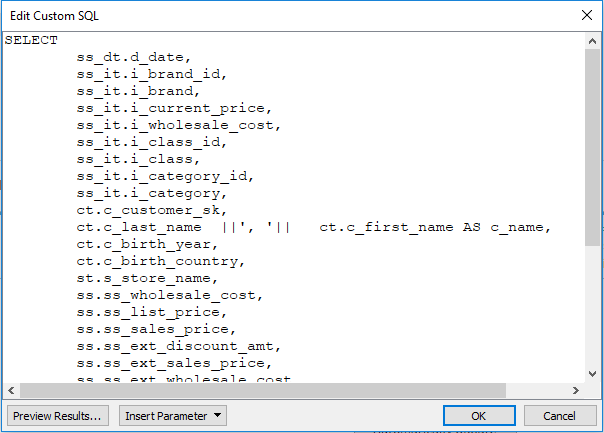 Edit Custom SQL
SELECT
ss_dt.d_date,
ss_it.i_brand_id,
ss_it.i_brand,
ss_it.i_current_price,
ss_it.i_wholesale_cost,
ss_it.i_class_id,
ss_it.i_class,
ss_it.i_category_id,
ss_it.i_category,
ct.c_customer_sk,
ct.c_last_name  ||', '||   ct.c_first_name AS c_name,
ct.c_birth_year,
ct.c_birth_country,
st.s_store_name,
ss.ss_wholesale_cost,
ss.ss_list_price,
ss.ss_sales_price,
ss.ss_ext_discount_amt,
ss.ss_ext_sales_price,
ss.ss_ext_wholesale_cost
Preview Results... Insert Parameter OK Cancel